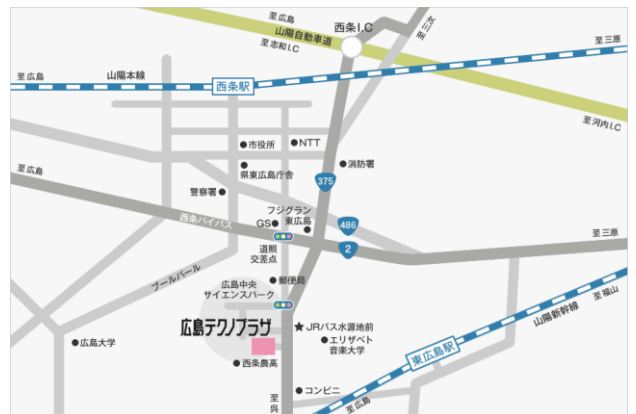 至広島
西条I.C
山陽自動車道
至志和I.C
至三次
至三原
至広島
山陽本線
西条駅
至河内I.C
市役所
NTT
県東広島庁舎
消防署
至広島
375
警察署
西条バイパス
フジグラン
東広島
GS
486
2
至三原
道照
交差点
ブールバール
広島中央
サイエンスパーク
郵便局
至福山
山陽新幹線
広島テクノプラザ
JRバス水源地前
エリザベト
音楽大学
東広島駅
広島大学
西条農高
コンビニ
至呉
至広島